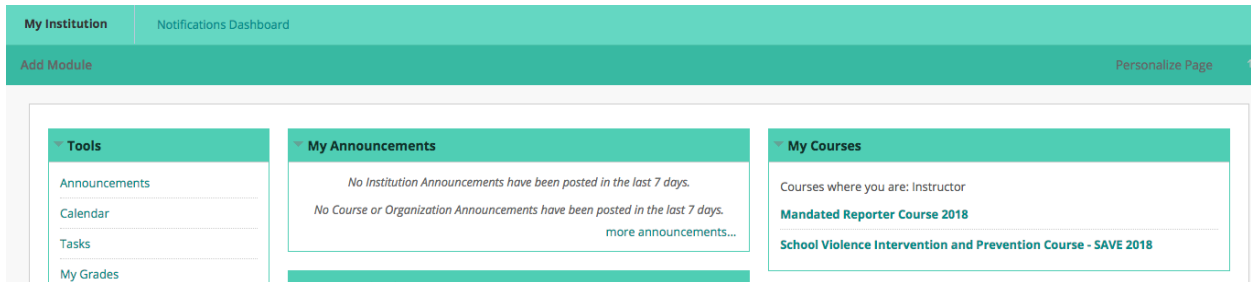 My Institution
Notifications Dashboard
Add Module
Personalize Page
Tools
Announcements
Calendar
Tasks
My Grades
My Announcements
No Institution Announcements have been posted in the last 7 days.
No Course or Organization Announcements have been posted in the last 7 days.
more announcements...
My Courses
Courses where you are: Instructor
Mandated Reporter Course 2018
School Violence Intervention and Prevention Course - SAVE 2018